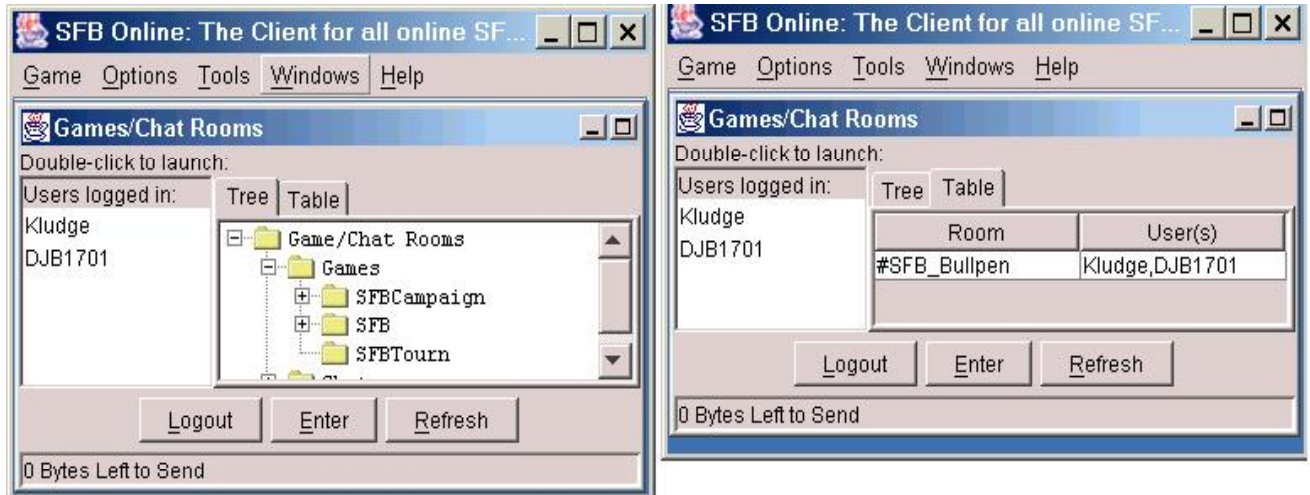 SFB Online: The Client for all online SF...
Game Options Tools Windows Help
Games/Chat Rooms
Double-click to launch:
Users logged in:
Kludge
DJB1701
Tree Table
Game/Chat Rooms
Games
SFBCampaign
SFB
SFBTourn
Logout Enter Refresh
0 Bytes Left to Send
SFB Online: The Client for all online SF...
Game Options Tools Windows Help
Games/Chat Rooms
Double-click to launch:
Users logged in:
Kludge
DJB1701
Tree Table
Room User(s)
#SFB_Bullpen Kludge,DJB1701
Logout Enter Refresh
0 Bytes Left to Send